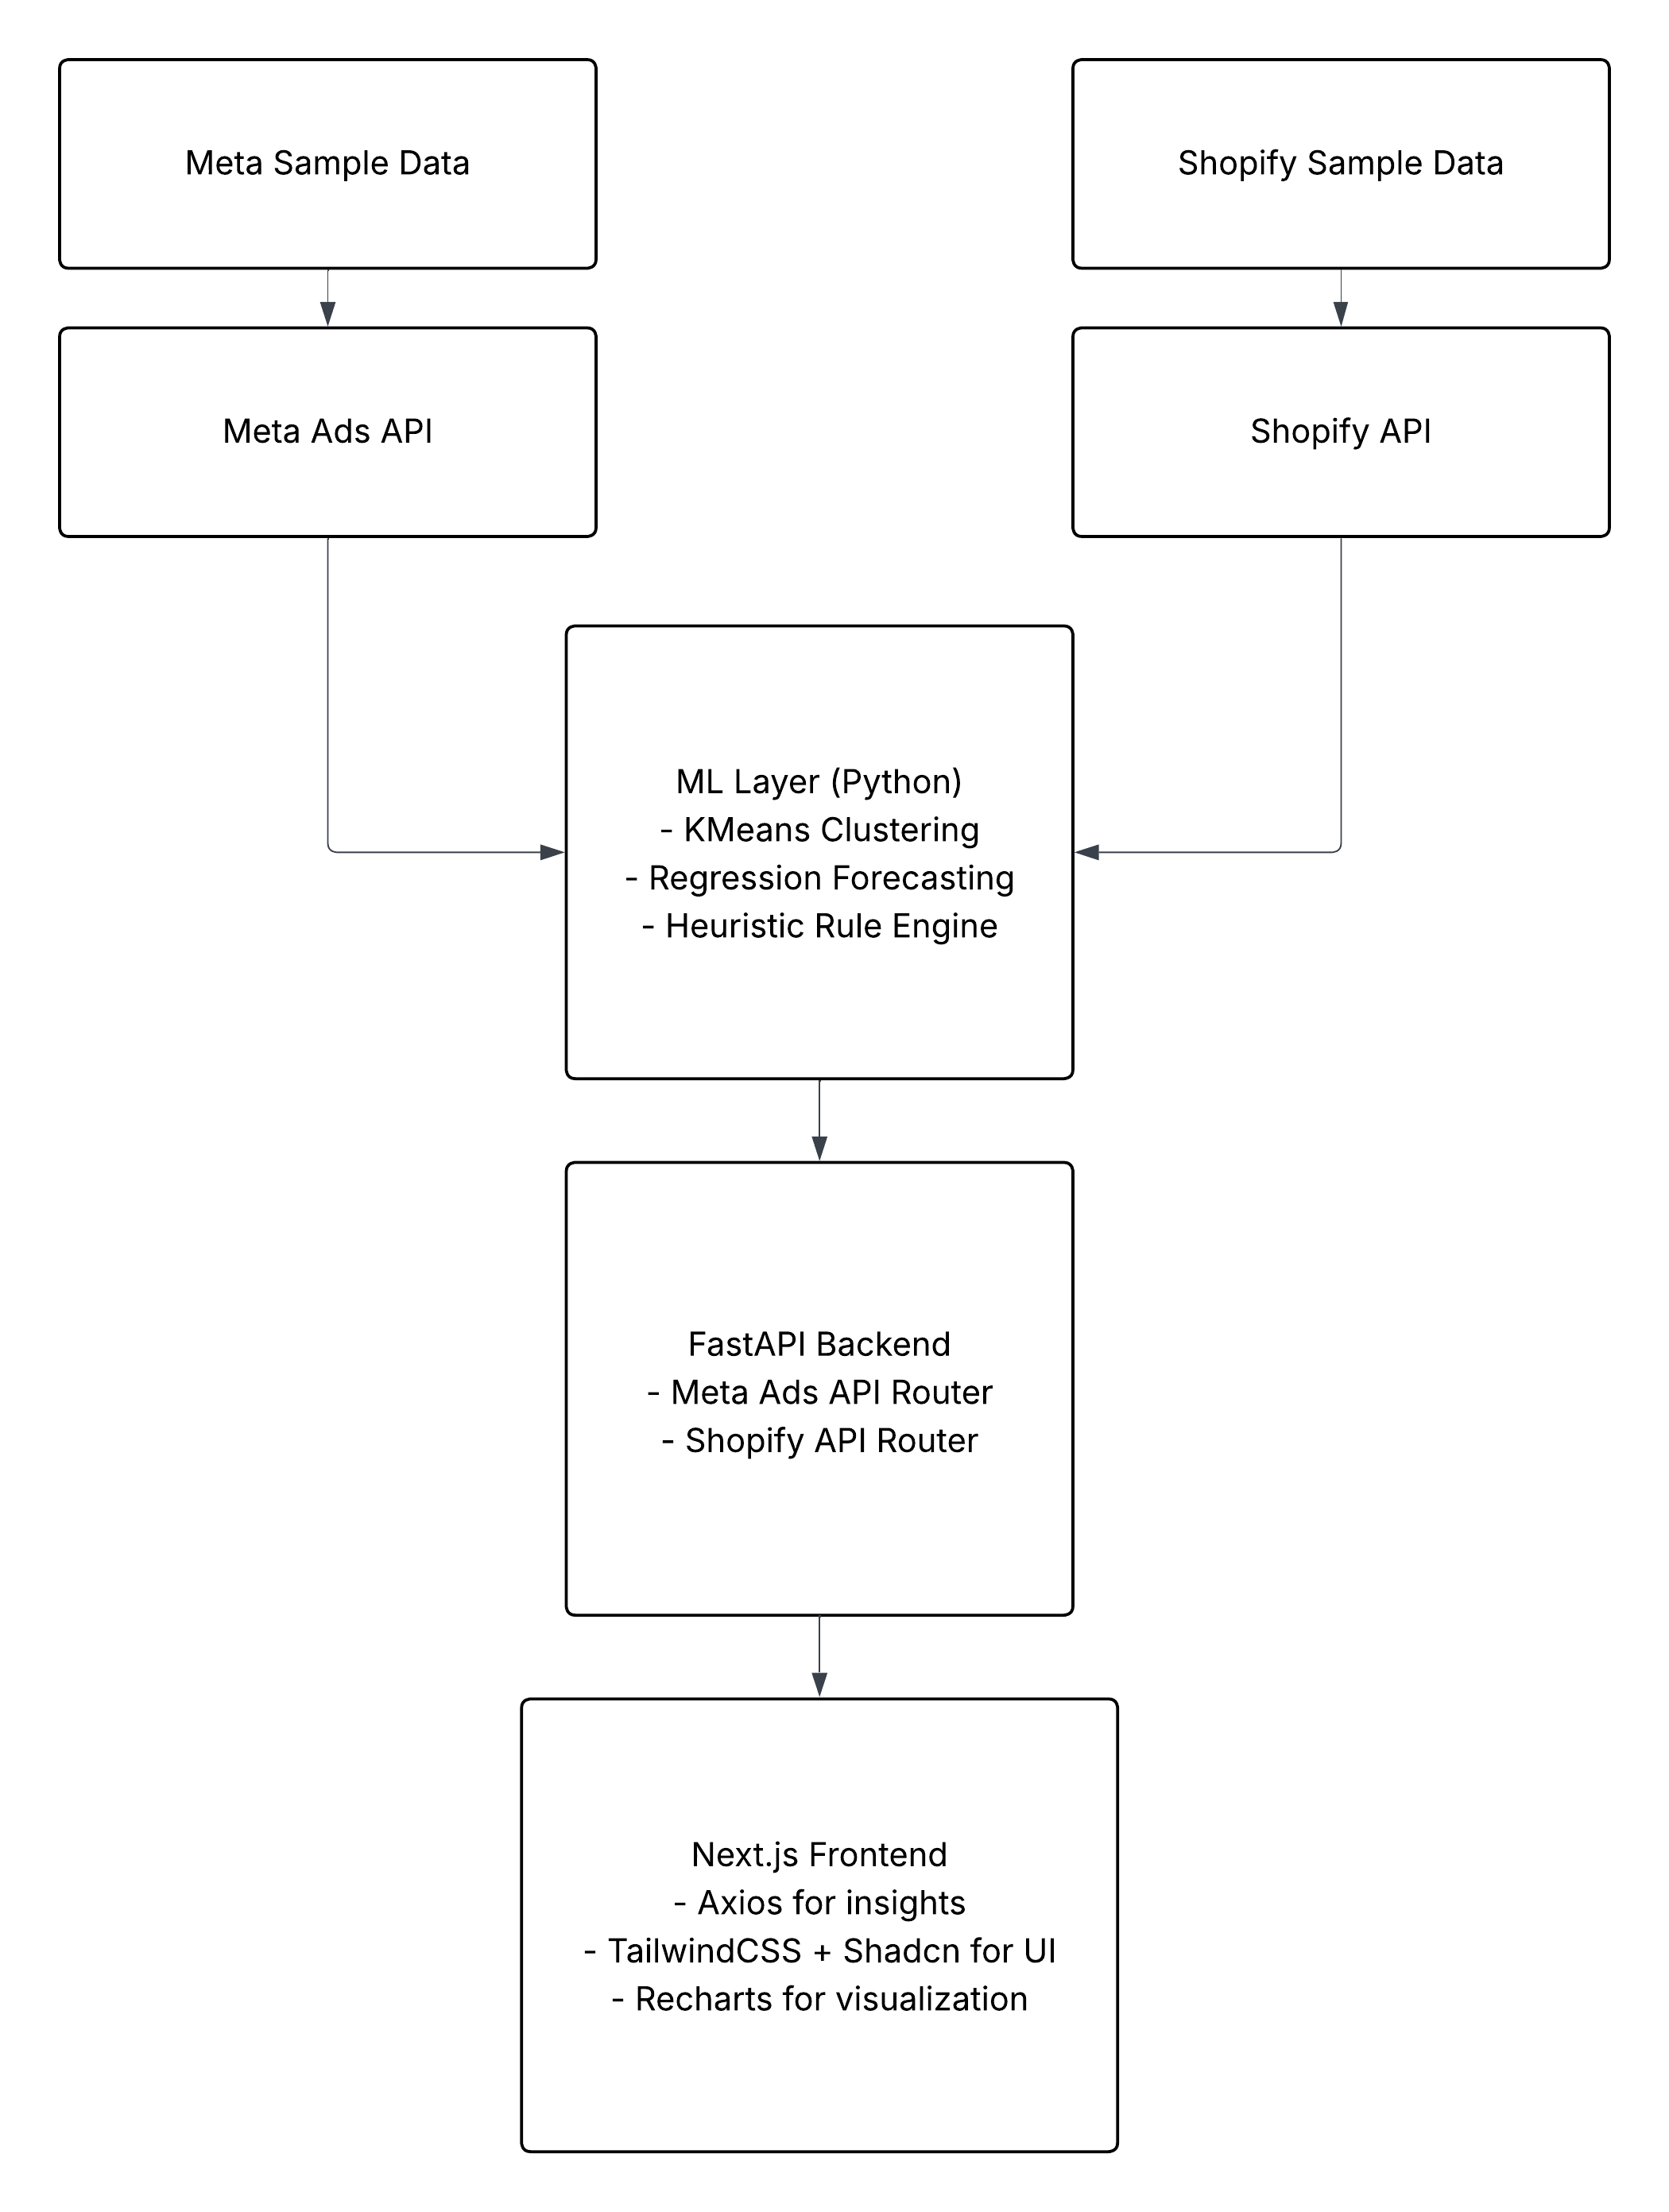 Meta Sample Data
Shopify Sample Data
Meta Ads API
Shopify API
ML Layer (Python)
- KMeans Clustering
- Regression Forecasting
- Heuristic Rule Engine
FastAPI Backend
- Meta Ads API Router
- Shopify API Router
Next.js Frontend
- Axios for insights
- TailwindCSS + Shadcn for UI
- Recharts for visualization